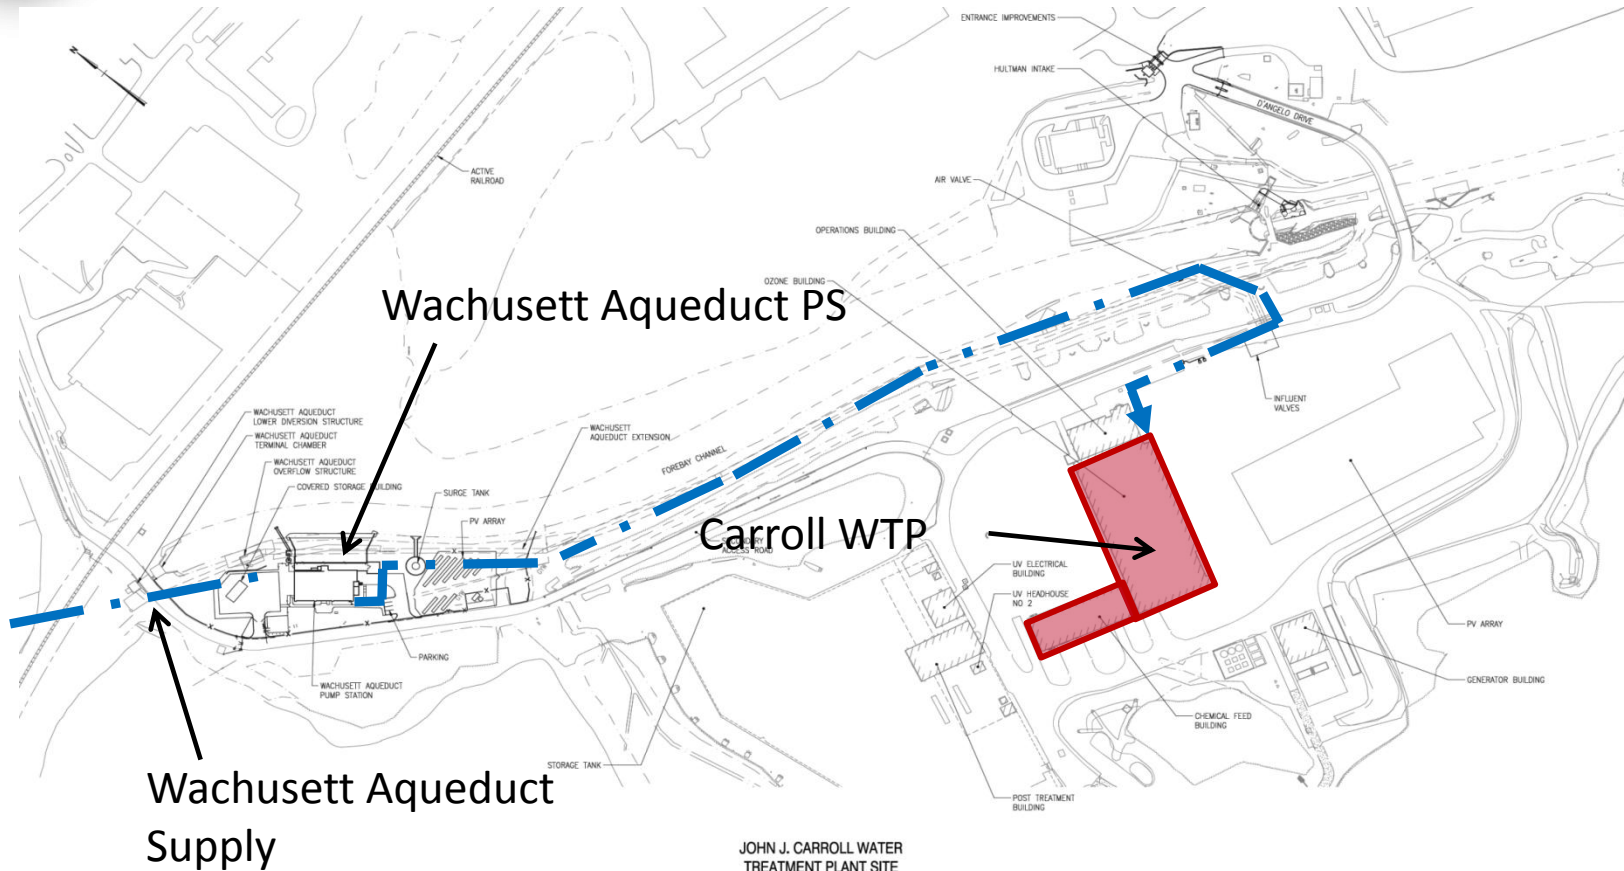 ENTRANCE IMPROVEMENTS
HULTMAN INTAKE
D'ANGELO DRIVE
N
ACTIVE
RAILROAD
AIR VALVE
OPERATIONS BUILDING
OZONE BUILDING
Wachusett Aqueduct PS
INFLUENT
VALVES
WACHUSETT AQUEDUCT
LOWER DIVERSION STRUCTURE
WACHUSETT AQUEDUCT
TERMINAL CHAMBER
WACHUSETT AQUEDUCT
OVERFLOW STRUCTURE
COVERED STORAGE BUILDING
WACHUSETT
AQUEDUCT EXTENSION
FOREBAY CHANNEL
SURGE TANK
PV ARRAY
Carroll WTP
SECONDARY
ACCESS ROAD
UV ELECTRICAL
BUILDING
UV HEADHOUSE
NO 2
PV ARRAY
PARKING
WACHUSETT AQUEDUCT
PUMP STATION
GENERATOR BUILDING
CHEMICAL FEED
BUILDING
STORAGE TANK
POST TREATMENT
BUILDING
Wachusett Aqueduct
Supply
JOHN J. CARROLL WATER
TREATMENT PLANT SITE